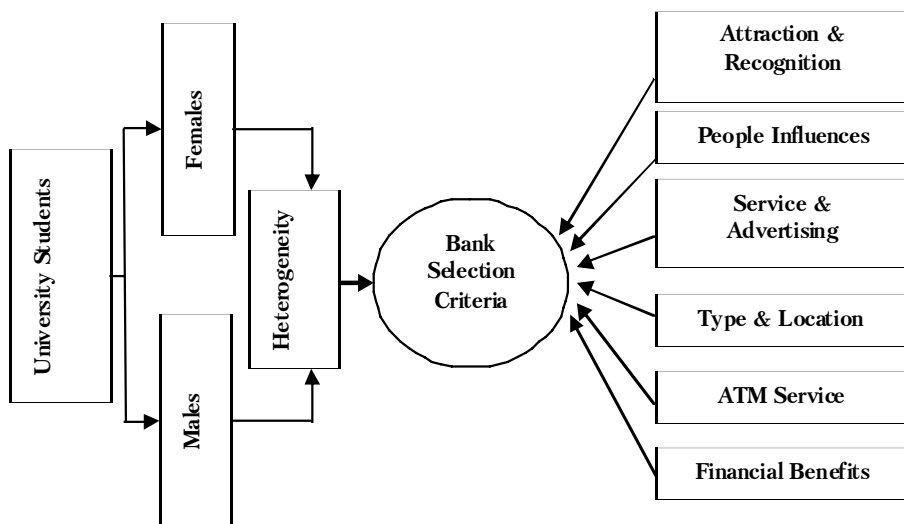 University Students
Females
Males
Heterogeneity
Bank
Selection
Criteria
Attraction &
Recognition
People Influences
Service &
Advertising
Type & Location
ATM Service
Financial Benefits